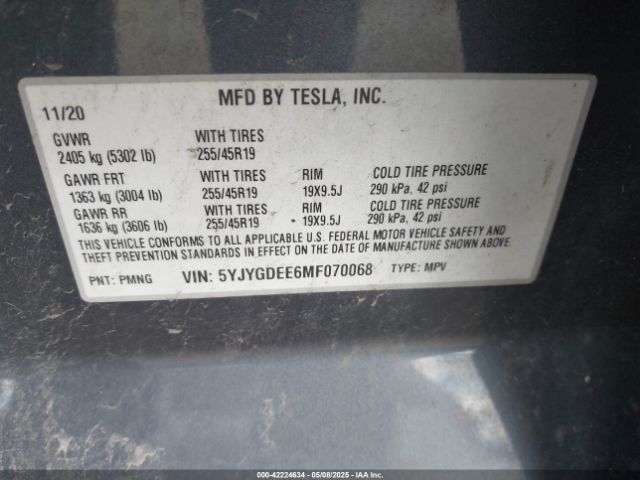 MFD BY TESLA, INC.
11/20
GVWR WITH TIRES
2405 kg (5302 lb) 255/45R19
GAWR FRT WITH TIRES RIM COLD TIRE PRESSURE
1363 kg (3004 lb) 255/45R19 19X9.5J 290 kPa, 42 psi
GAWR RR WITH TIRES RIM COLD TIRE PRESSURE
1636 kg (3606 lb) 255/45R19 19X9.5J 290 kPa, 42 psi
THIS VEHICLE CONFORMS TO ALL APPLICABLE U.S. FEDERAL MOTOR VEHICLE SAFETY AND
THEFT PREVENTION STANDARDS IN EFFECT ON THE DATE OF MANUFACTURE SHOWN ABOVE.
PNT: PMNG VIN: 5YJYGDEE6MF070068 TYPE: MPV
000-42224634 - 05/08/2025 - IAAI Inc.